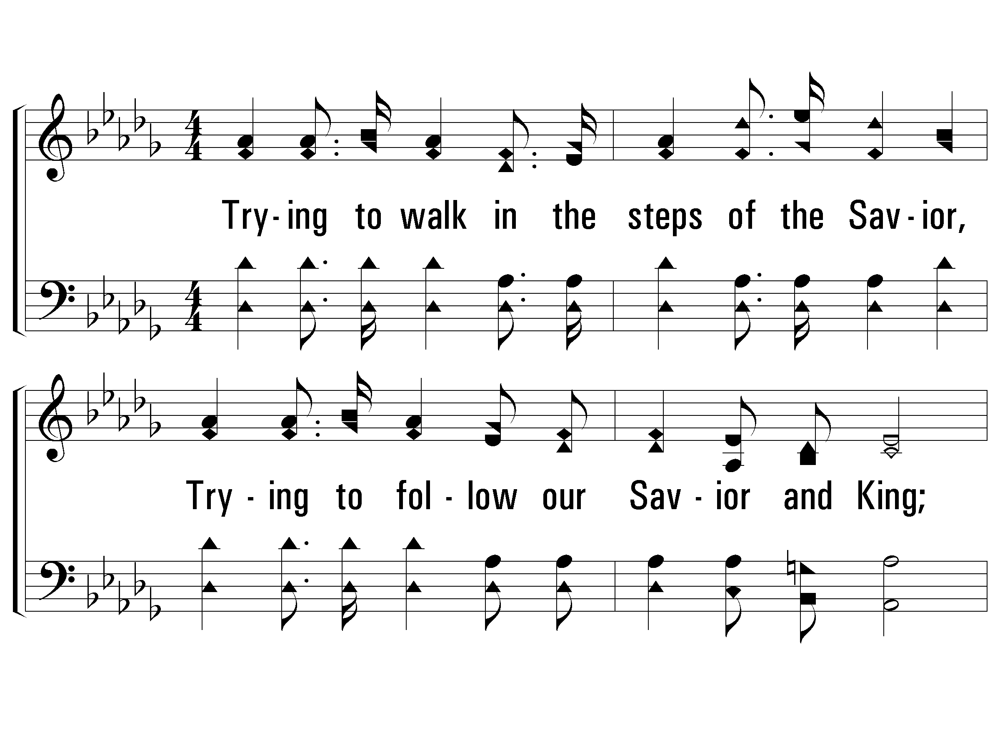 Try-ing to walk in the steps of the Sav-ior,
Try-ing to fol-low our Sav-ior and King;